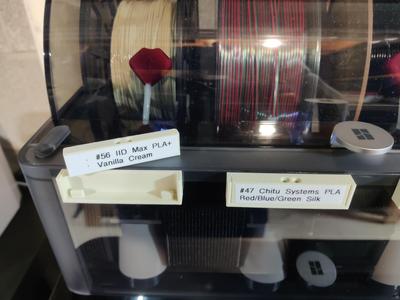 #56 IID Max PLA+
Vanilla Cream
#47 Chitu Systems PLA
Red/Blue/Green Silk